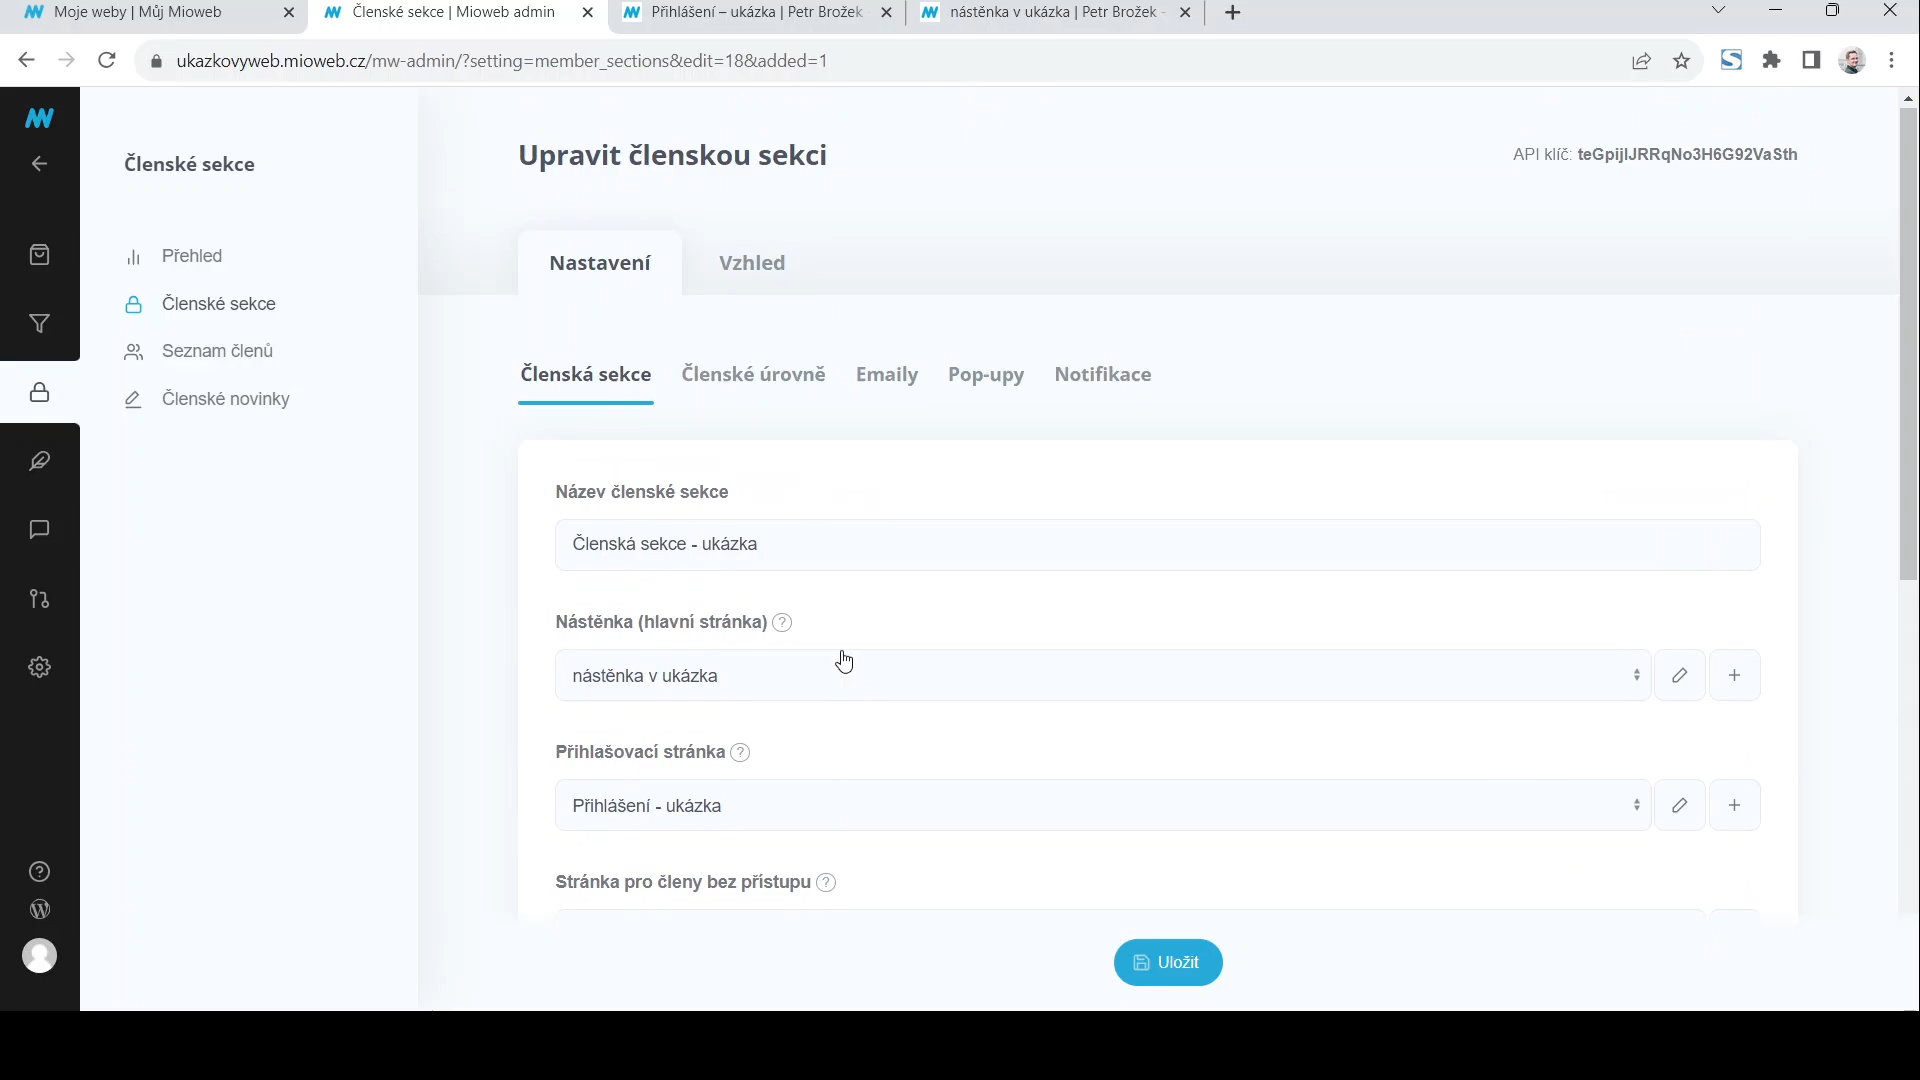 Moje weby | Můj Mioweb
Členské sekce | Mioweb admin
Přihlášení – ukázka | Petr Brožek
nástěnka v ukázka | Petr Brožek -
ukazkovyweb.mioweb.cz/mw-admin/?setting=member_sections&edit=18&added=1
Členské sekce
Přehled
Členské sekce
Seznam členů
Členské novinky
Upravit členskou sekci
API klíč: teGpijlJRRqNo3H6G92VaSth
Nastavení
Vzhled
Členská sekce
Členské úrovně
Emaily
Pop-upy
Notifikace
Název členské sekce
Členská sekce - ukázka
Nástěnka (hlavní stránka) ?
nástěnka v ukázka
Přihlašovací stránka ?
Přihlášení - ukázka
Stránka pro členy bez přístupu ?
Uložit